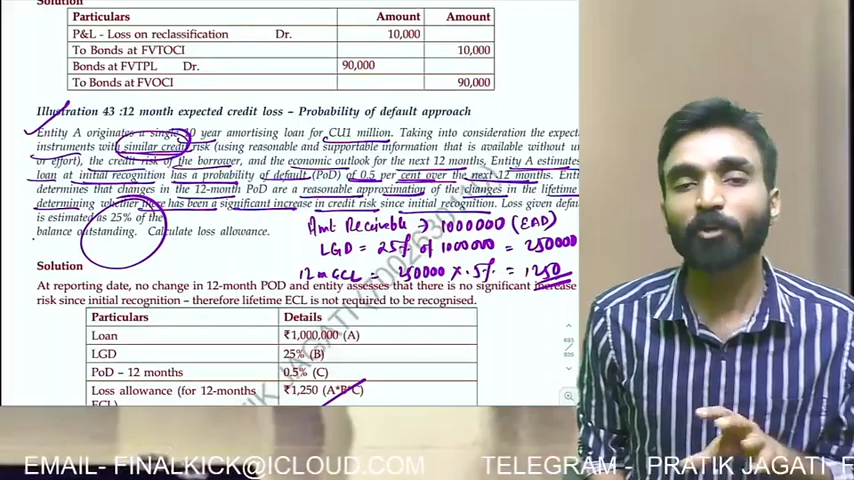 Solution
Particulars Amount Amount
P&L - Loss on reclassification Dr. 10,000
To Bonds at FVTOCI 10,000
Bonds at FVTPL Dr. 90,000
To Bonds at FVOCI 90,000
Illustration 43 :12 month expected credit loss – Probability of default approach
Entity A originates a single 10 year amortising loan for CU1 million. Taking into consideration the expect
instruments with similar credit risk (using reasonable and supportable information that is available without u
or effort), the credit risk of the borrower, and the economic outlook for the next 12 months, Entity A estimates
loan at initial recognition has a probability of default (PoD) of 0.5 per cent over the next 12 months. Enti
determines that changes in the 12-month PoD are a reasonable approximation of the changes in the lifetime
determining whether there has been a significant increase in credit risk since initial recognition. Loss given defau
is estimated as 25% of the
balance outstanding. Calculate loss allowance.
Amt Receivable → 1000000 (EAD)
LGD = 25% of 1000000 = 250000
12 m ECL = 250000 × .5% = 1250
Solution
At reporting date, no change in 12-month POD and entity assesses that there is no significant increase
risk since initial recognition – therefore lifetime ECL is not required to be recognised.
Particulars Details
Loan ₹1,000,000 (A)
LGD 25% (B)
PoD – 12 months 0.5% (C)
Loss allowance (for 12-months ₹1,250 (A*B*C)
ECL)
EMAIL- FINALKICK@ICLOUD.COM TELEGRAM - PRATIK JAGATI F